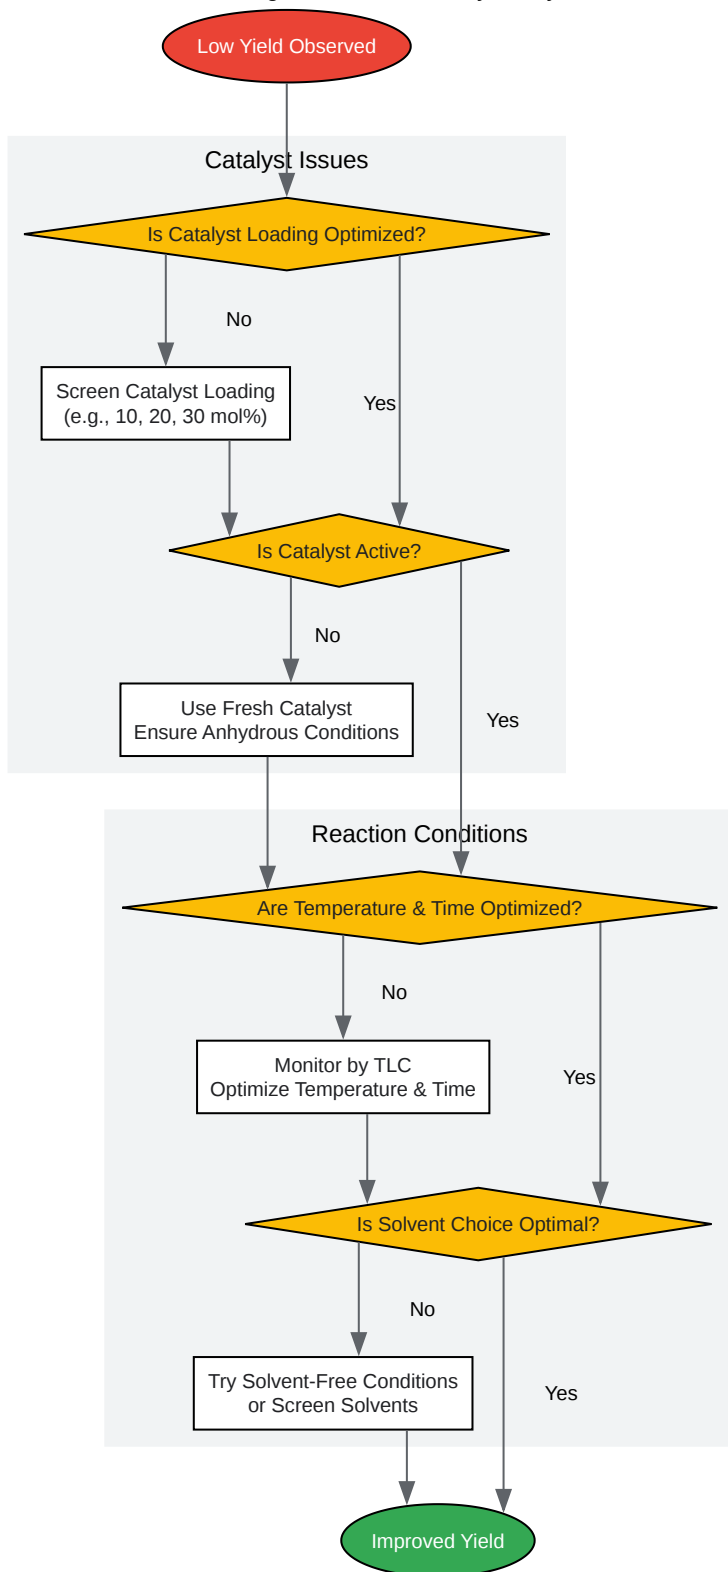 Low Yield Observed
Catalyst Issues
Is Catalyst Loading Optimized?
No
Screen Catalyst Loading
(e.g., 10, 20, 30 mol%)
Yes
Is Catalyst Active?
No
Use Fresh Catalyst
Ensure Anhydrous Conditions
Yes
Reaction Conditions
Are Temperature & Time Optimized?
No
Monitor by TLC
Optimize Temperature & Time
Yes
Is Solvent Choice Optimal?
No
Try Solvent-Free Conditions
or Screen Solvents
Yes
Improved Yield